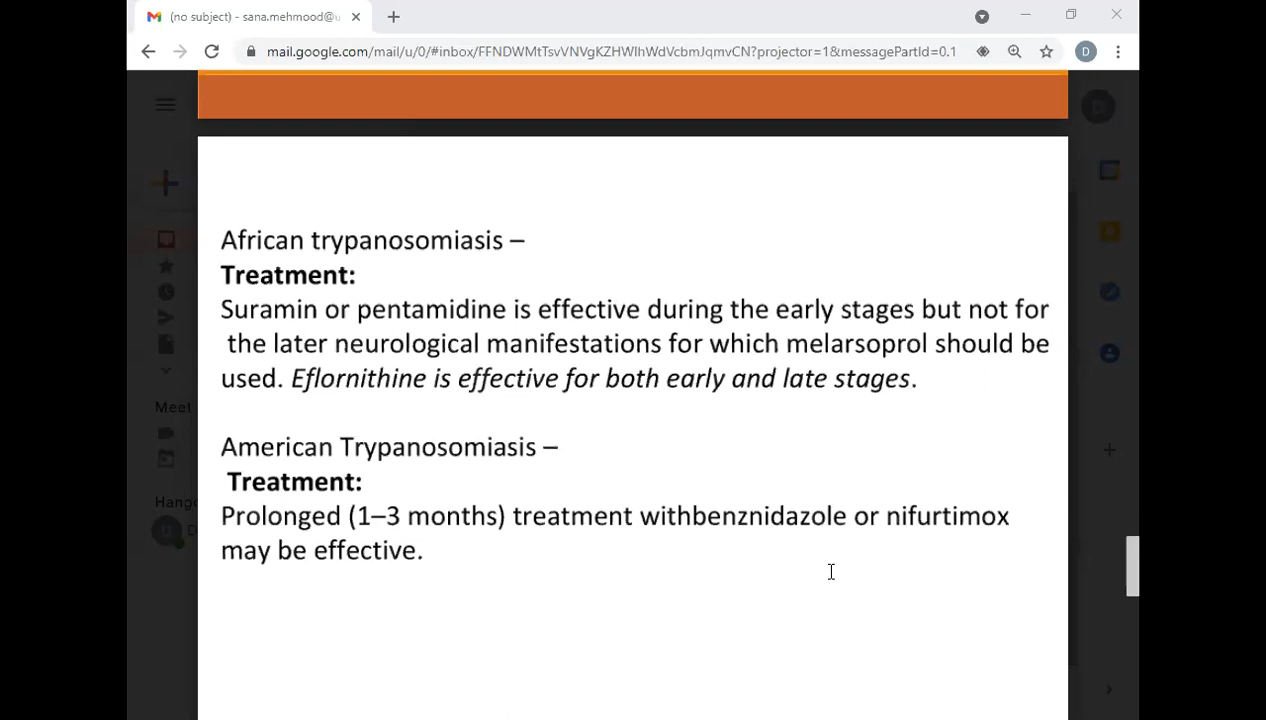 (no subject) - sana.mehmood@u
mail.google.com/mail/u/0/#inbox/FFNDWMtTsvVNVgKZHWlhWdVcbmJqmvCN?projector=1&messagePartId=0.1
D
D
African trypanosomiasis –
Treatment:
Suramin or pentamidine is effective during the early stages but not for
the later neurological manifestations for which melarsoprol should be
used. Eflornithine is effective for both early and late stages.
Meet
American Trypanosomiasis –
Treatment:
Hang
Prolonged (1–3 months) treatment withbenznidazole or nifurtimox
may be effective.